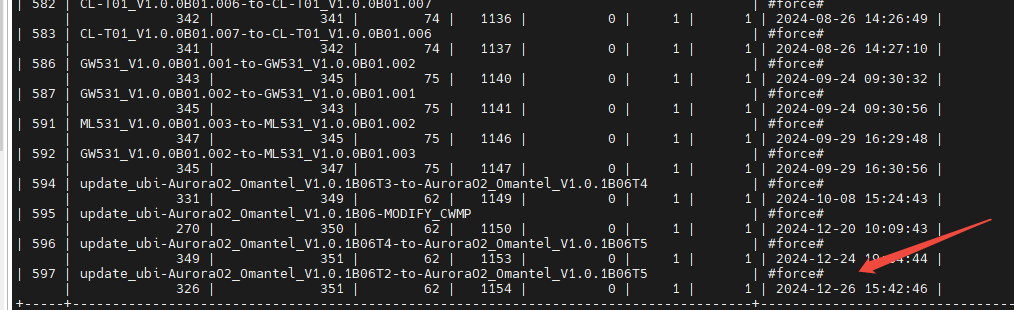 | 582 | CL-T01_V1.0.0B01.006-to-CL-T01_V1.0.0B01.007 | #force#
| 342 | 341 | 74 | 1136 | 0 | 1 | 1 | 2024-08-26 14:26:49 |
| 583 | CL-T01_V1.0.0B01.007-to-CL-T01_V1.0.0B01.006 | #force#
| 341 | 342 | 74 | 1137 | 0 | 1 | 1 | 2024-08-26 14:27:10 |
| 586 | GW531_V1.0.0B01.001-to-GW531_V1.0.0B01.002 | #force#
| 343 | 345 | 75 | 1140 | 0 | 1 | 1 | 2024-09-24 09:30:32 |
| 587 | GW531_V1.0.0B01.002-to-GW531_V1.0.0B01.001 | #force#
| 345 | 343 | 75 | 1141 | 0 | 1 | 1 | 2024-09-24 09:30:56 |
| 591 | ML531_V1.0.0B01.003-to-ML531_V1.0.0B01.002 | #force#
| 347 | 345 | 75 | 1146 | 0 | 1 | 1 | 2024-09-29 16:29:48 |
| 592 | GW531_V1.0.0B01.002-to-ML531_V1.0.0B01.003 | #force#
| 345 | 347 | 75 | 1147 | 0 | 1 | 1 | 2024-09-29 16:30:56 |
| 594 | update_ubi-Aurora02_Omantel_V1.0.1B06T3-to-Aurora02_Omantel_V1.0.1B06T4 | #force#
| 331 | 349 | 62 | 1149 | 0 | 1 | 1 | 2024-10-08 15:24:43 |
| 595 | update_ubi-Aurora02_Omantel_V1.0.1B06-MODIFY_CWMP | #force#
| 270 | 350 | 62 | 1150 | 0 | 1 | 1 | 2024-12-20 10:09:43 |
| 596 | update_ubi-Aurora02_Omantel_V1.0.1B06T4-to-Aurora02_Omantel_V1.0.1B06T5 | #force#
| 349 | 351 | 62 | 1153 | 0 | 1 | 1 | 2024-12-24 :44 |
| 597 | update_ubi-Aurora02_Omantel_V1.0.1B06T2-to-Aurora02_Omantel_V1.0.1B06T5 | #force#
| 326 | 351 | 62 | 1154 | 0 | 1 | 1 | 2024-12-26 15:42:46 |